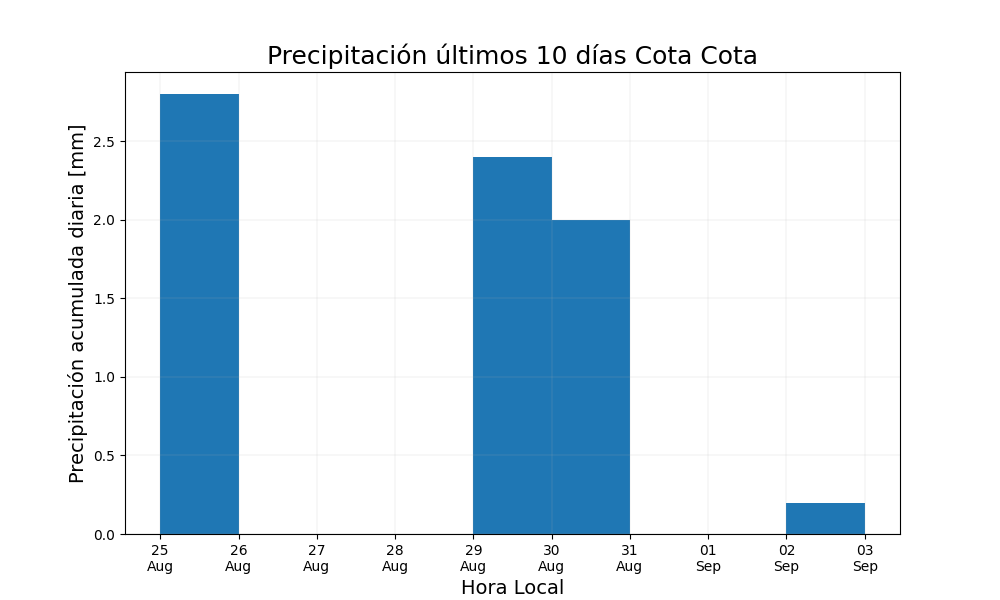 Precipitación últimos 10 días Cota Cota
Precipitación acumulada diaria [mm]
2.5
2.0
1.5
1.0
0.5
0.0
25 26 27 28 29 30 31 01 02 03
Aug Aug Aug Aug Aug Aug Aug Sep Sep Sep
Hora Local